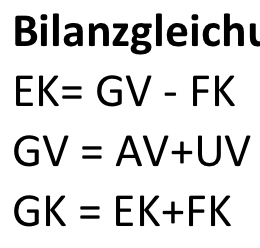 Bilanzgleichu
EK= GV - FK
GV = AV+UV
GK = EK+FK